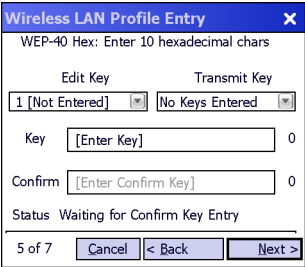 Wireless LAN Profile Entry
WEP-40 Hex: Enter 10 hexadecimal chars
Edit Key Transmit Key
1 [Not Entered] No Keys Entered
Key [Enter Key] 0
Confirm [Enter Confirm Key] 0
Status Waiting for Confirm Key Entry
5 of 7 Cancel < Back Next >